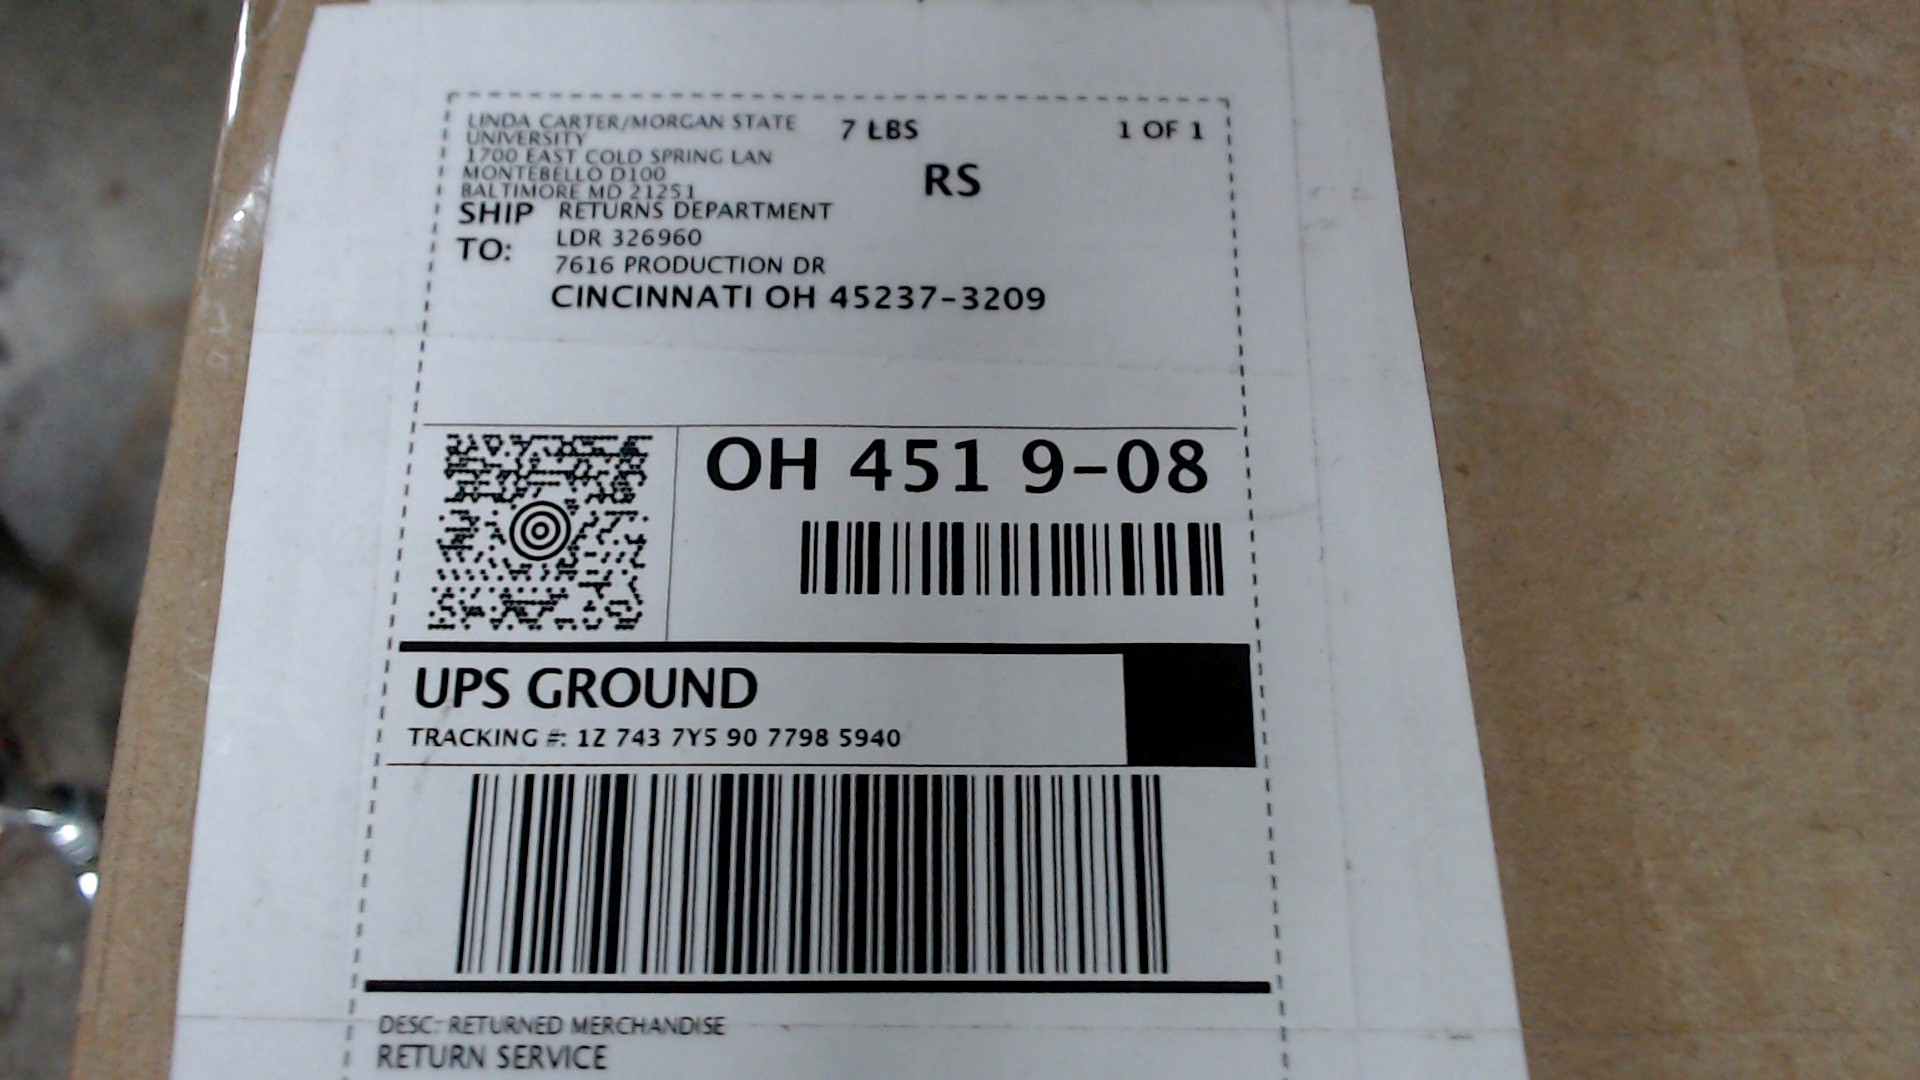 LINDA CARTER/MORGAN STATE
UNIVERSITY
1700 EAST COLD SPRING LAN
MONTEBELLO D100
BALTIMORE MD 21251
7 LBS
1 OF 1
RS
SHIP TO:
RETURNS DEPARTMENT
LDR 326960
7616 PRODUCTION DR
CINCINNATI OH 45237-3209
OH 451 9-08
UPS GROUND
TRACKING #: 1Z 743 7Y5 90 7798 5940
DESC: RETURNED MERCHANDISE
RETURN SERVICE